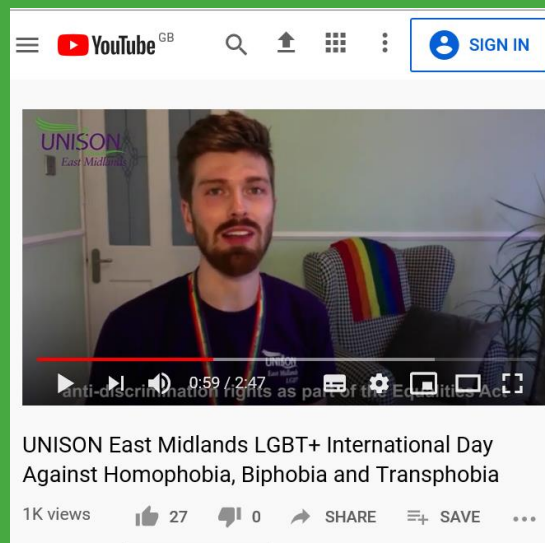 YouTube GB
SIGN IN
UNISON
East Midlands
UNISON
East Midlands
LGBT+
0:59 / 2:47
anti-discrimination rights as part of the Equalities Act
UNISON East Midlands LGBT+ International Day
Against Homophobia, Biphobia and Transphobia
1K views 27 0 SHARE SAVE